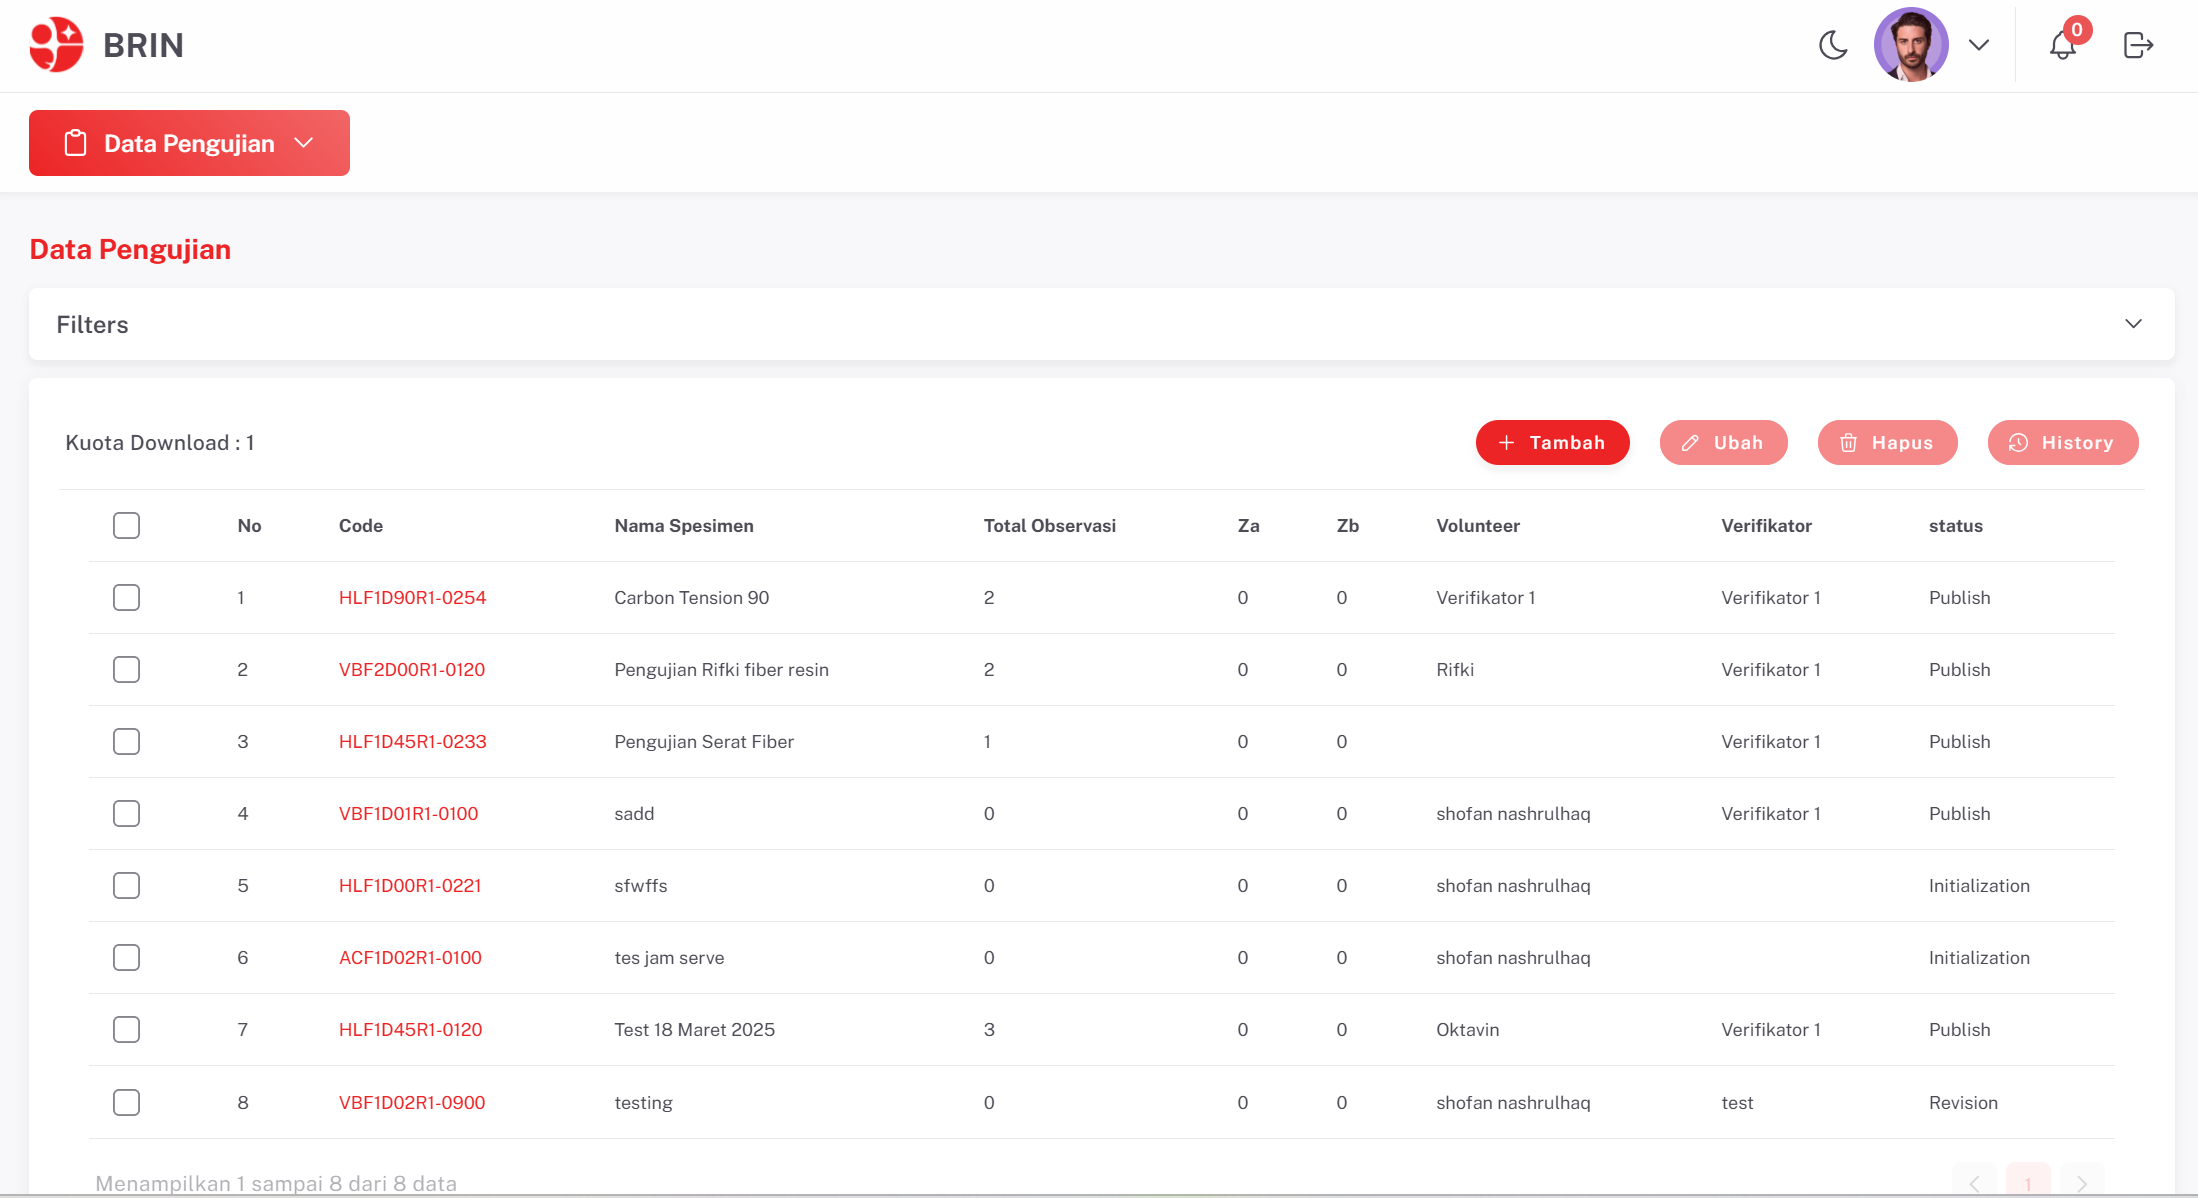 BRIN
0
Data Pengujian
Data Pengujian
Filters
Kuota Download : 1
Tambah
Ubah
Hapus
History
No Code Nama Spesimen Total Observasi Za Zb Volunteer Verifikator status
1 HLF1D90R1-0254 Carbon Tension 90 2 0 0 Verifikator 1 Verifikator 1 Publish
2 VBF2D00R1-0120 Pengujian Rifki fiber resin 2 0 0 Rifki Verifikator 1 Publish
3 HLF1D45R1-0233 Pengujian Serat Fiber 1 0 0 Verifikator 1 Publish
4 VBF1D01R1-0100 sadd 0 0 0 shofan nashrulhaq Verifikator 1 Publish
5 HLF1D00R1-0221 sfwffs 0 0 0 shofan nashrulhaq Initialization
6 ACF1D02R1-0100 tes jam serve 0 0 0 shofan nashrulhaq Initialization
7 HLF1D45R1-0120 Test 18 Maret 2025 3 0 0 Oktavin Verifikator 1 Publish
8 VBF1D02R1-0900 testing 0 0 0 shofan nashrulhaq test Revision
Menampilkan 1 sampai 8 dari 8 data
1